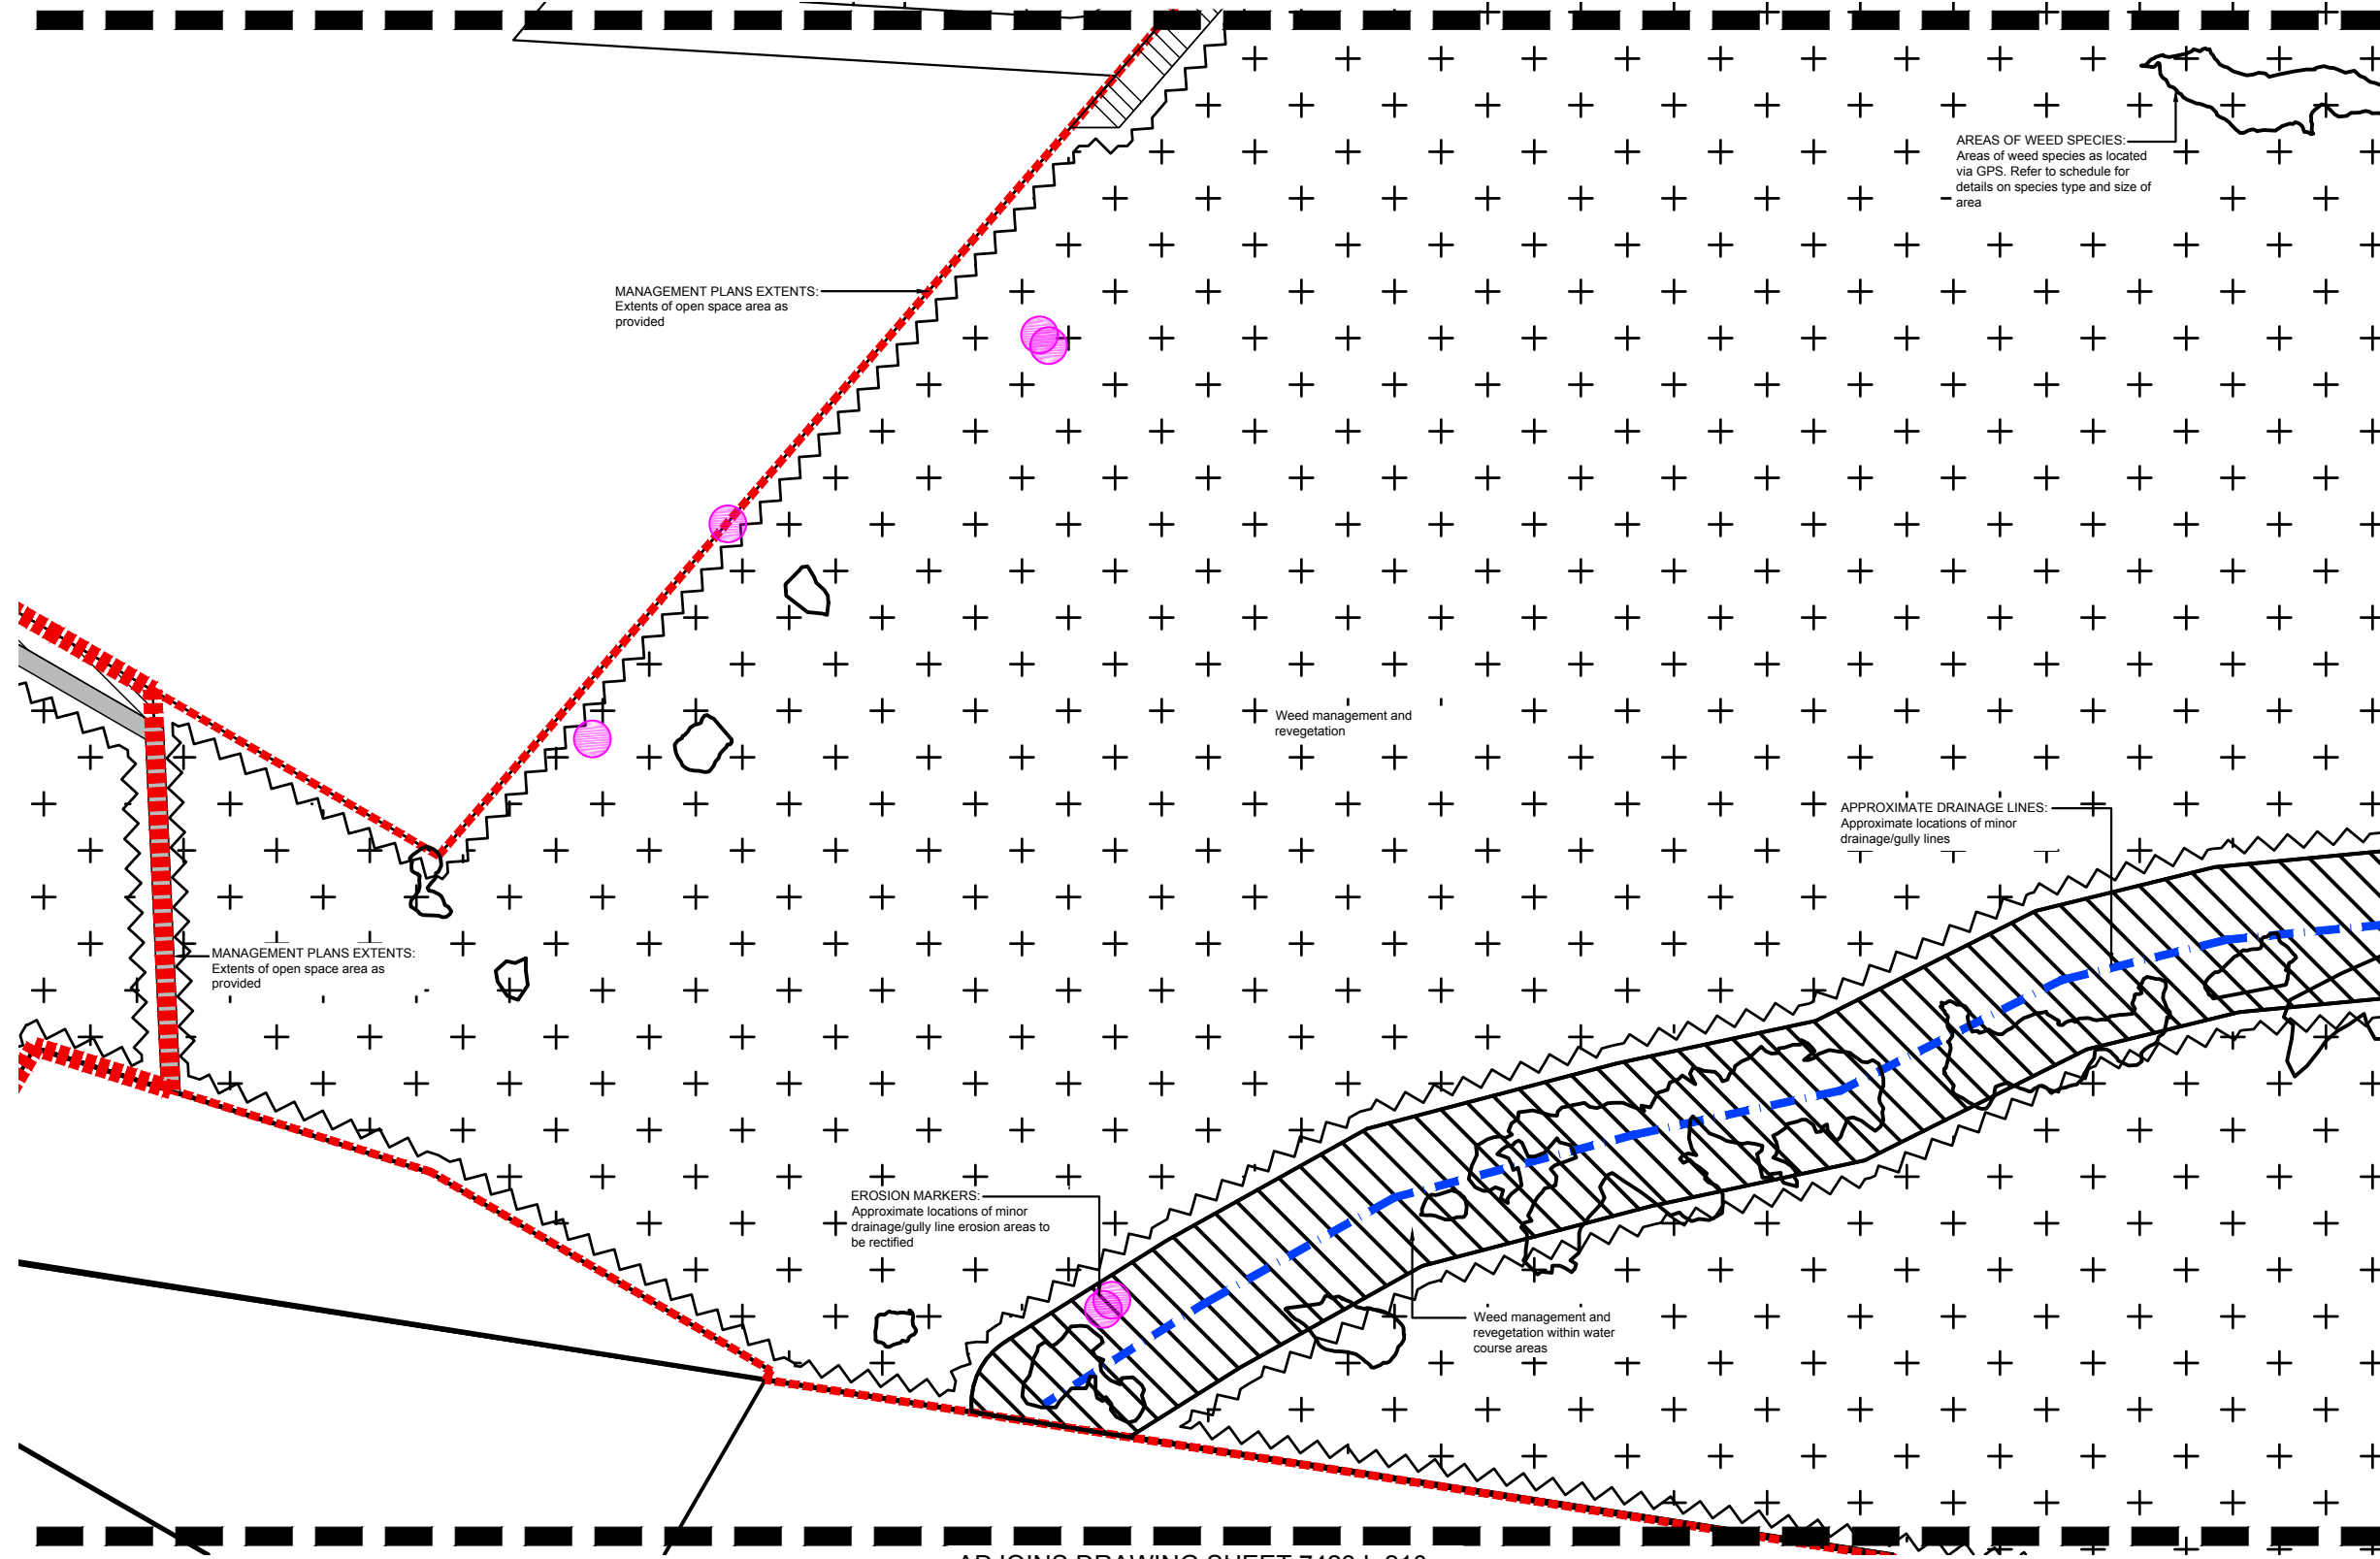 AREAS OF WEED SPECIES:
Areas of weed species as located
via GPS. Refer to schedule for
details on species type and size of
area
MANAGEMENT PLANS EXTENTS:
Extents of open space area as
provided
Weed management and
revegetation
APPROXIMATE DRAINAGE LINES:
Approximate locations of minor
drainage/gully lines
MANAGEMENT PLANS EXTENTS:
Extents of open space area as
provided
EROSION MARKERS:
Approximate locations of minor
drainage/gully line erosion areas to
be rectified
Weed management and
revegetation within water
course areas
ADJOINS DRAWING SHEET